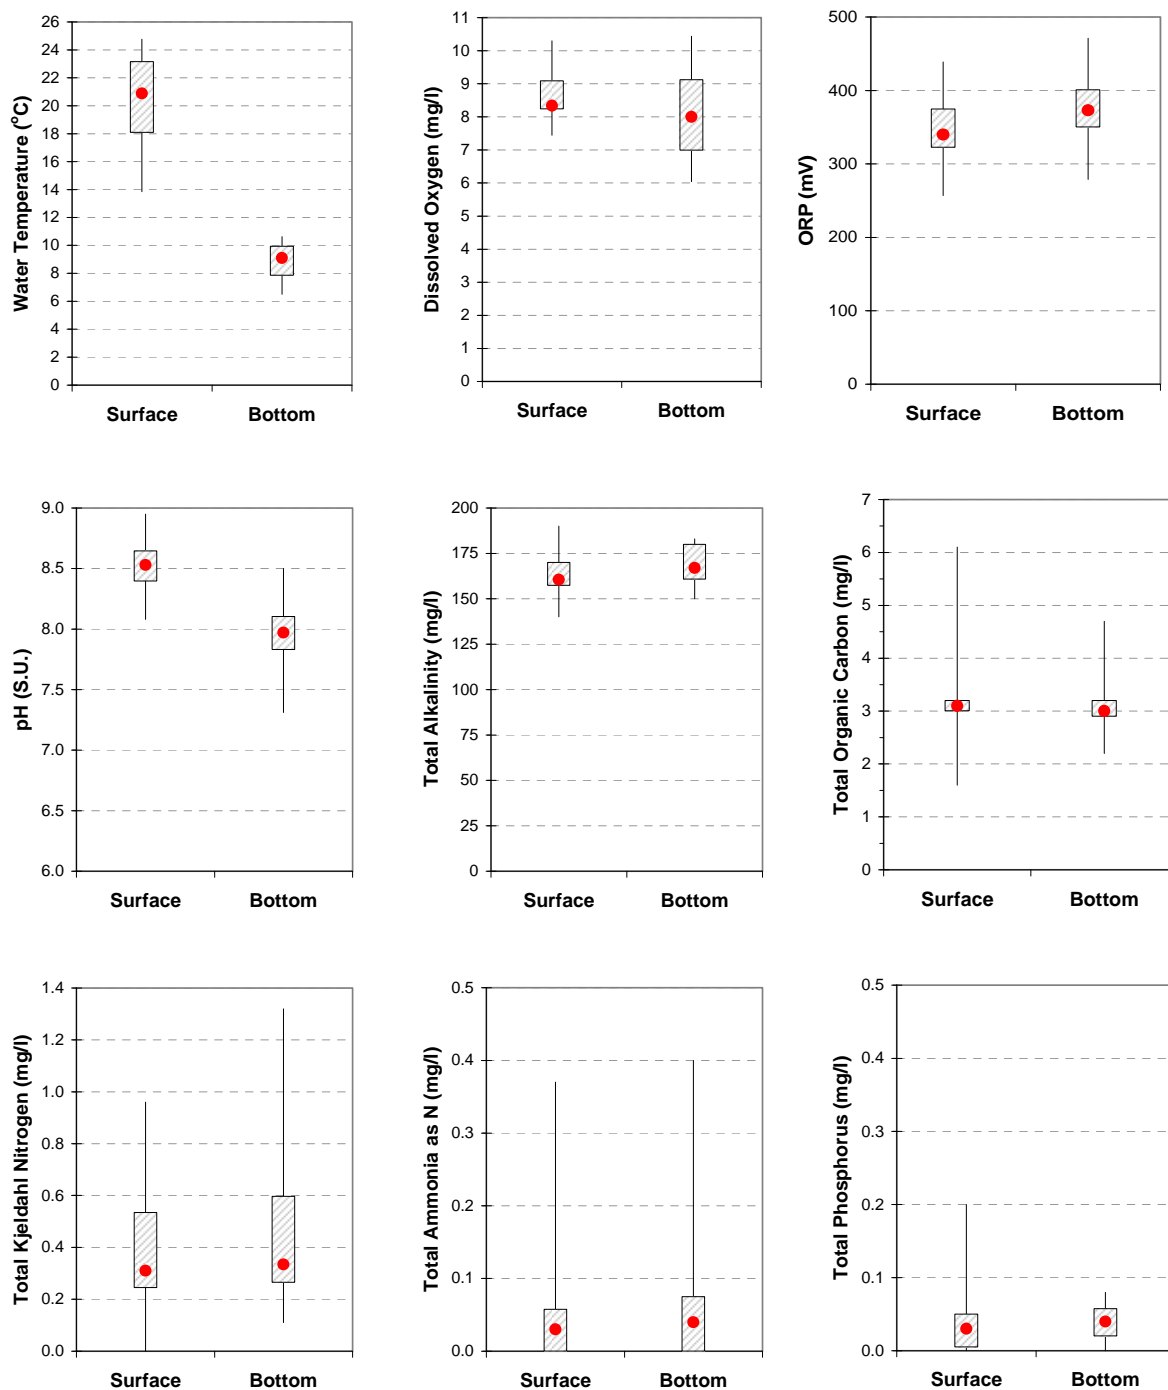 Water Temperature (°C)
26
24
22
20
18
16
14
12
10
8
6
4
2
0
Surface
Bottom
Dissolved Oxygen (mg/l)
11
10
9
8
7
6
5
4
3
2
1
0
Surface
Bottom
ORP (mV)
500
400
300
200
100
0
Surface
Bottom
pH (S.U.)
9.0
8.5
8.0
7.5
7.0
6.5
6.0
Surface
Bottom
Total Alkalinity (mg/l)
200
175
150
125
100
75
50
25
0
Surface
Bottom
Total Organic Carbon (mg/l)
7
6
5
4
3
2
1
0
Surface
Bottom
Total Kjeldahl Nitrogen (mg/l)
1.4
1.2
1.0
0.8
0.6
0.4
0.2
0.0
Surface
Bottom
Total Ammonia as N (mg/l)
0.5
0.4
0.3
0.2
0.1
0.0
Surface
Bottom
Total Phosphorus (mg/l)
0.5
0.4
0.3
0.2
0.1
0.0
Surface
Bottom